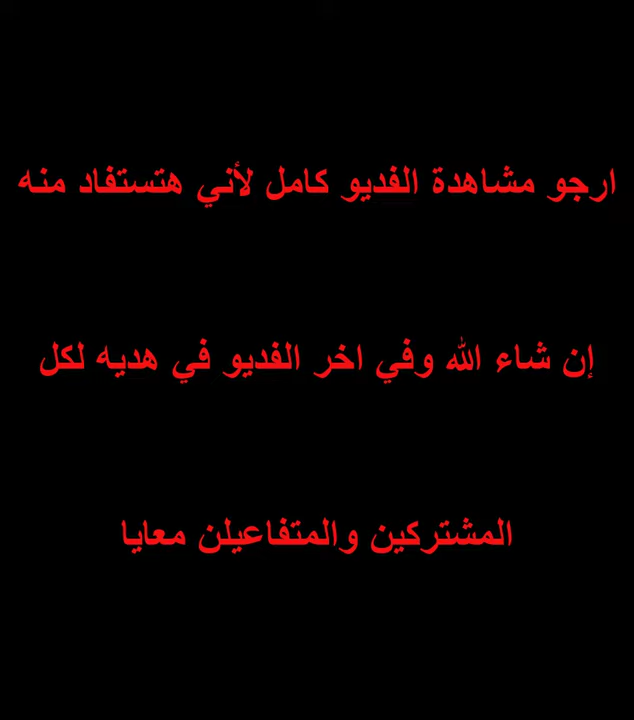 ارجو مشاهدة الفديو كامل لأني هتستفاد منه
إن شاء الله وفي اخر الفديو في هديه لكل
المشتركين والمتفاعيلن معايا